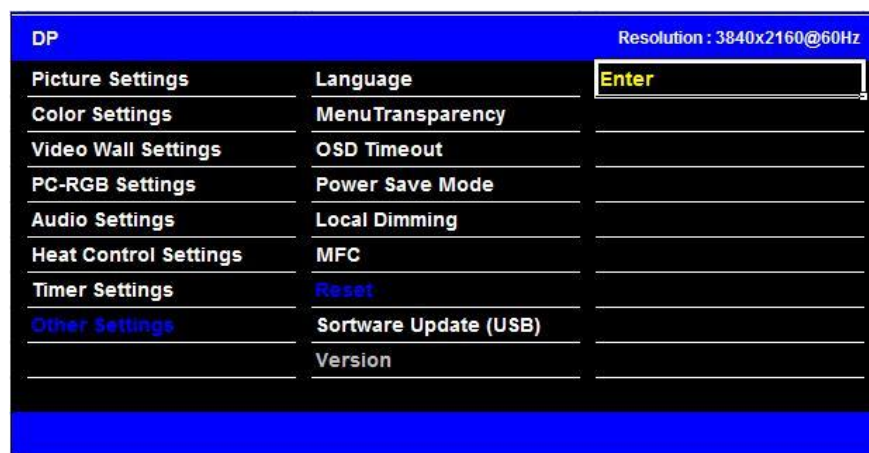 DP
Resolution : 3840x2160@60Hz
Picture Settings
Language
Enter
Color Settings
MenuTransparency
Video Wall Settings
OSD Timeout
PC-RGB Settings
Power Save Mode
Audio Settings
Local Dimming
Heat Control Settings
MFC
Timer Settings
Reset
Other Settings
Sortware Update (USB)
Version